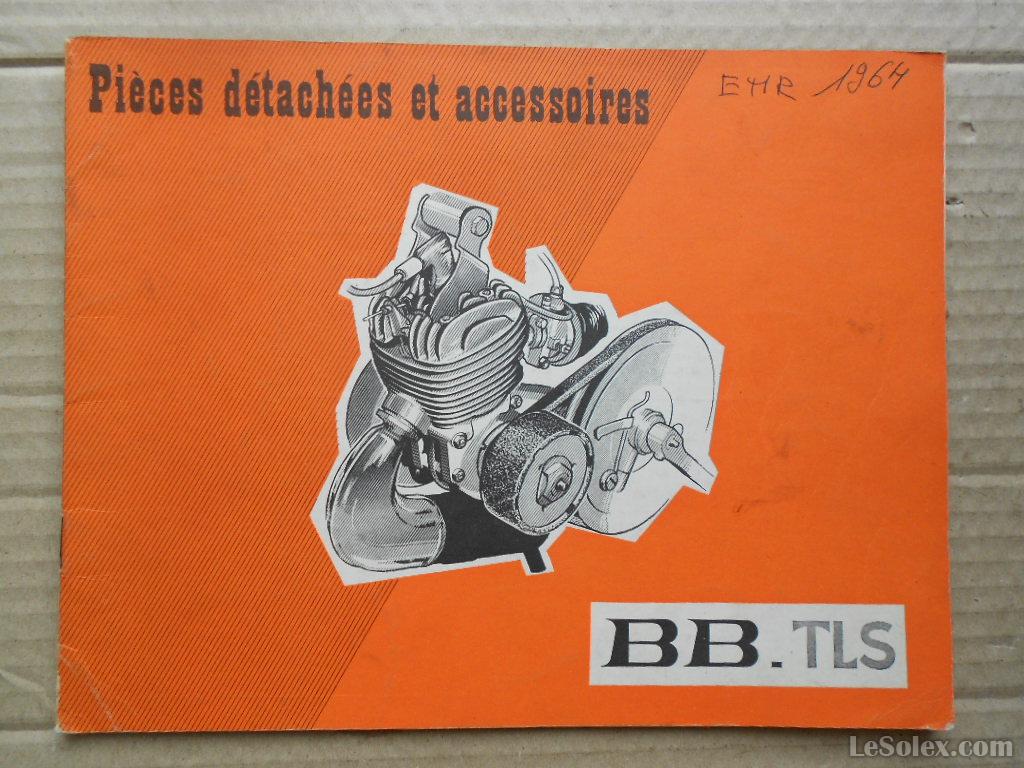 Pièces détachées et accessoires
EMR 1964
BB. TLS
LeSolex.com